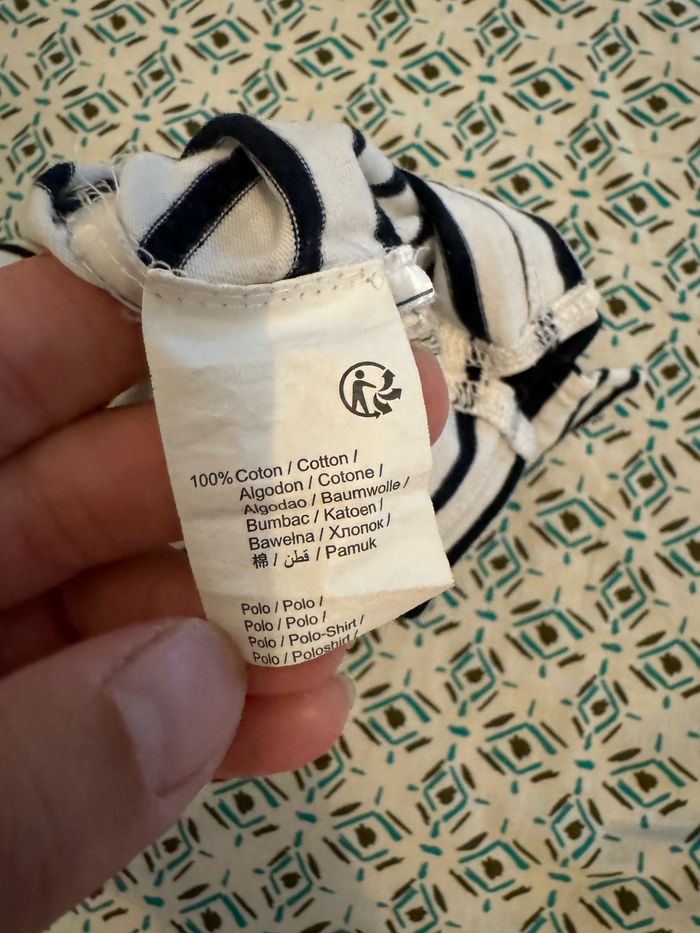 100% Coton / Cotton /
Algodon / Cotone /
Algodao / Baumwolle /
Bumbac / Katoen /
Bawełna / Хлопок /
棉 / قطن / Pamuk
Polo / Polo /
Polo / Polo /
Polo / Polo-Shirt /
Polo / Poloshirt /